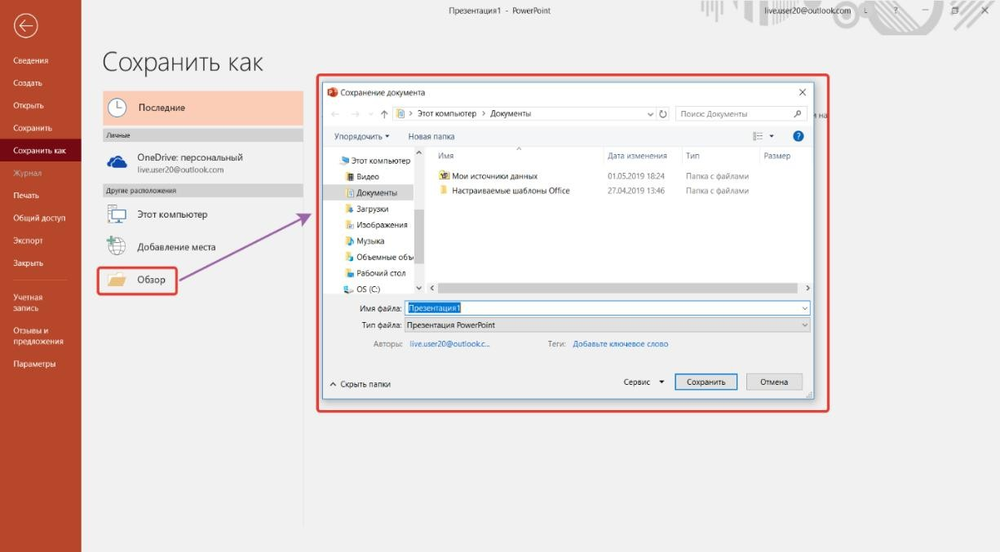 Презентация1 - PowerPoint
live.user20@outlook.com
L ?
Сведения
Создать
Открыть
Сохранить
Сохранить как
Журнал
Печать
Общий доступ
Экспорт
Закрыть
Учетная
запись
Отзывы и
предложения
Параметры
Сохранить как
Последние
Личные
OneDrive: персональный
live.user20@outlook.com
Другие расположения
Этот компьютер
Добавление места
Обзор
Сохранение документа
Этот компьютер > Документы
Поиск: Документы
и на
Упорядочить
Новая папка
?
Этот компьютер
Видео
Документы
Загрузки
Изображения
Музыка
Объемные объ
Рабочий стол
OS (C:)
Имя Дата изменения Тип Размер
Мои источники данных 01.05.2019 18:24 Папка с файлами
Настраиваемые шаблоны Office 27.04.2019 13:46 Папка с файлами
Имя файла: Презентация1
Тип файла: Презентация PowerPoint
Авторы: live.user20@outlook.c... Теги: Добавьте ключевое слово
Скрыть папки
Сервис
Сохранить
Отмена